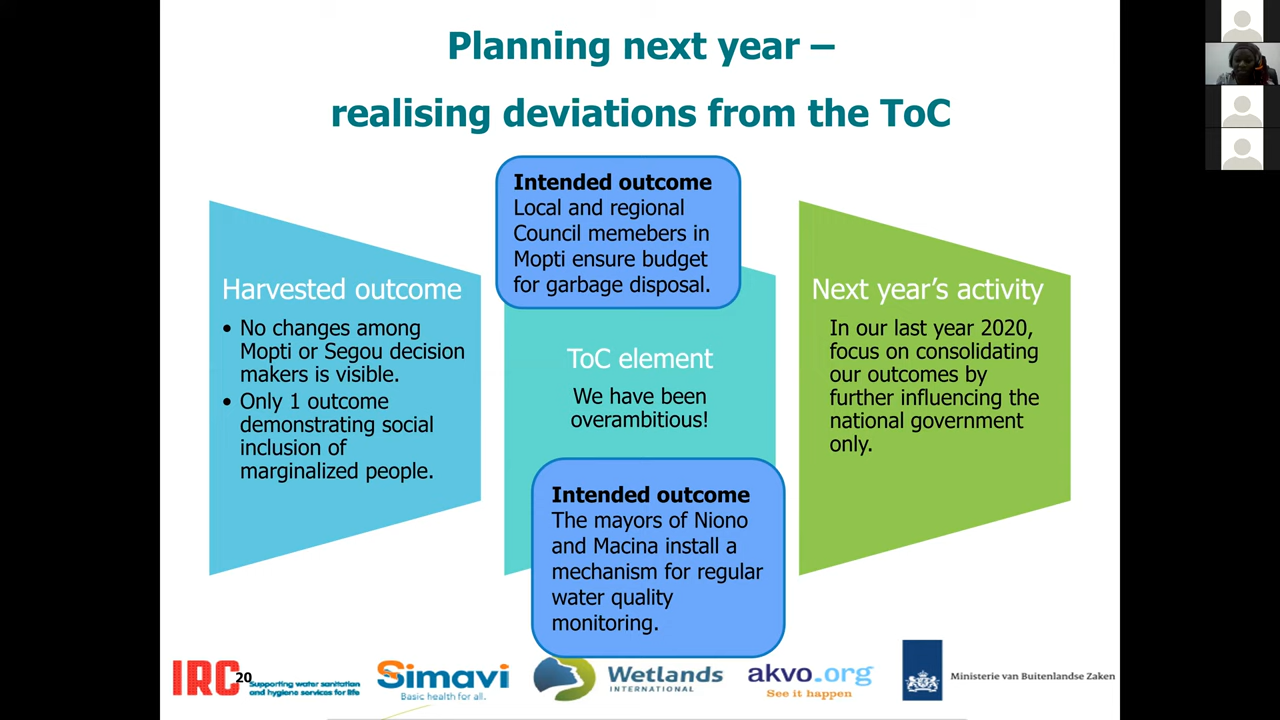 Planning next year –
realising deviations from the ToC
Harvested outcome
• No changes among
Mopti or Segou decision
makers is visible.
• Only 1 outcome
demonstrating social
inclusion of
marginalized people.
Intended outcome
Local and regional
Council memebers in
Mopti ensure budget
for garbage disposal.
ToC element
We have been
overambitious!
Intended outcome
The mayors of Niono
and Macina install a
mechanism for regular
water quality
monitoring.
Next year's activity
In our last year 2020,
focus on consolidating
our outcomes by
further influencing the
national government
only.
IRC
20
Supporting water sanitation
and hygiene services for life
Simavi
Basic health for all.
Wetlands
INTERNATIONAL
akvo.org
See it happen
Ministerie van Buitenlandse Zaken